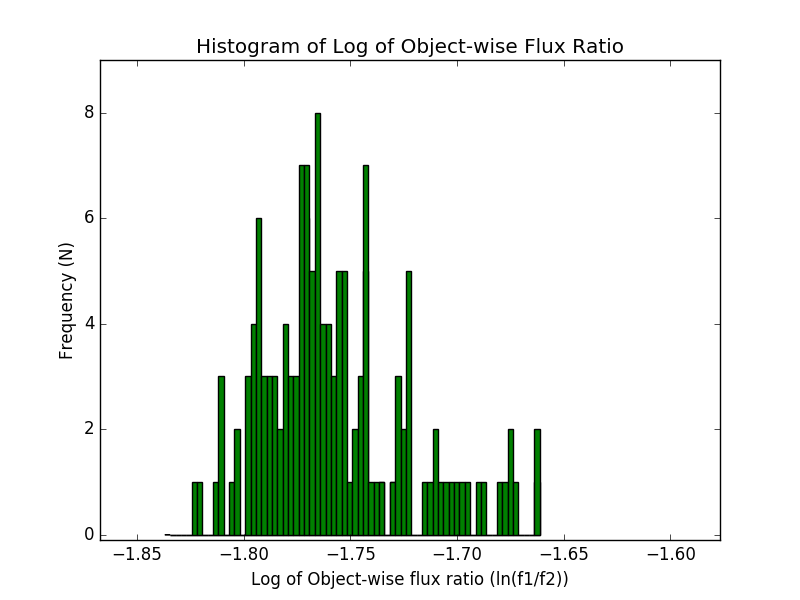 Histogram of Log of Object-wise Flux Ratio
8
6
4
2
0
Frequency (N)
−1.85 −1.80 −1.75 −1.70 −1.65 −1.60
Log of Object-wise flux ratio (ln(f1/f2))